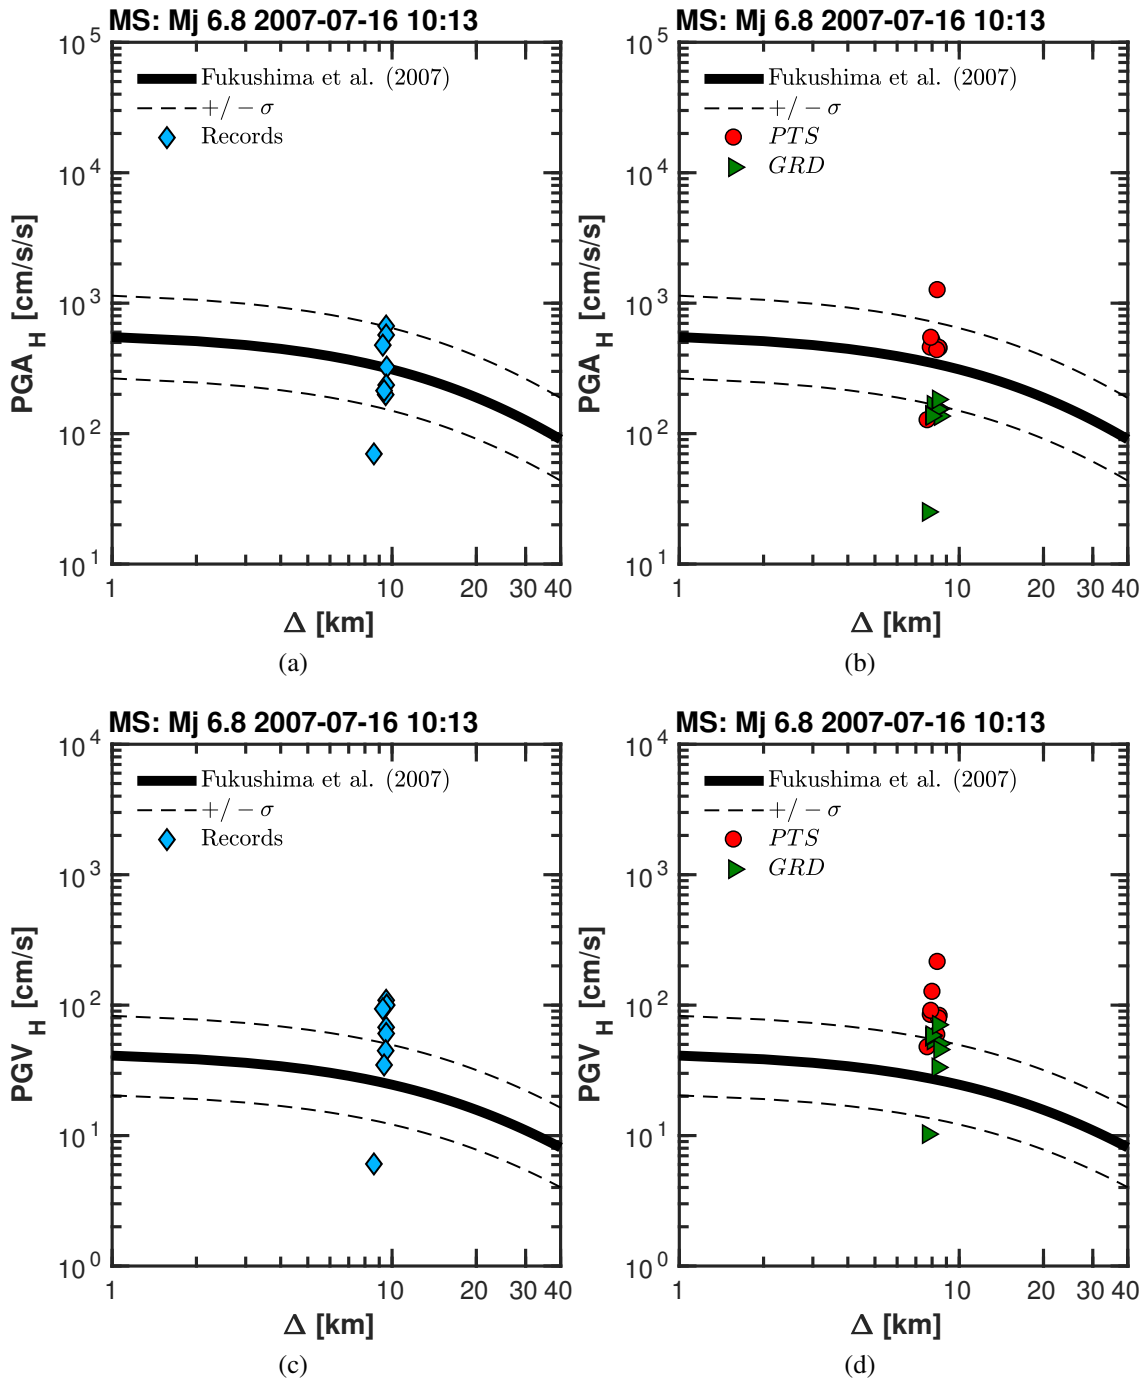 MS: Mj 6.8 2007-07-16 10:13
10^5
10^4
10^3
10^2
10^1
PGA_H [cm/s/s]
Fukushima et al. (2007)
+/− σ
Records
1 10 20 30 40
Δ [km]
(a)
MS: Mj 6.8 2007-07-16 10:13
10^5
10^4
10^3
10^2
10^1
PGA_H [cm/s/s]
Fukushima et al. (2007)
+/− σ
PTS
GRD
1 10 20 30 40
Δ [km]
(b)
MS: Mj 6.8 2007-07-16 10:13
10^4
10^3
10^2
10^1
10^0
PGV_H [cm/s]
Fukushima et al. (2007)
+/− σ
Records
1 10 20 30 40
Δ [km]
(c)
MS: Mj 6.8 2007-07-16 10:13
10^4
10^3
10^2
10^1
10^0
PGV_H [cm/s]
Fukushima et al. (2007)
+/− σ
PTS
GRD
1 10 20 30 40
Δ [km]
(d)